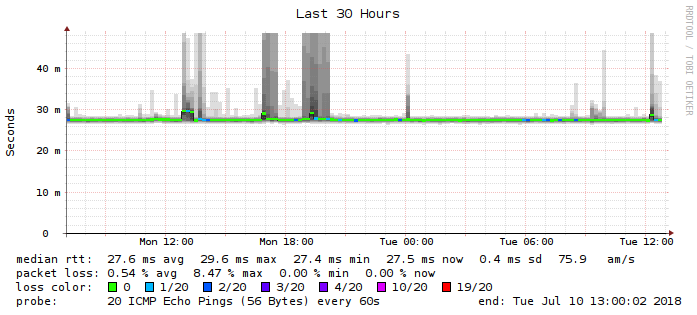 Last 30 Hours
RRDTOOL / TOBI OETIKER
Seconds
40 m
30 m
20 m
10 m
0
Mon 12:00 Mon 18:00 Tue 00:00 Tue 06:00 Tue 12:00
median rtt: 27.6 ms avg 29.6 ms max 27.4 ms min 27.5 ms now 0.4 ms sd 75.9 am/s
packet loss: 0.54 % avg 8.47 % max 0.00 % min 0.00 % now
loss color: 0 1/20 2/20 3/20 4/20 10/20 19/20
probe: 20 ICMP Echo Pings (56 Bytes) every 60s end: Tue Jul 10 13:00:02 2018